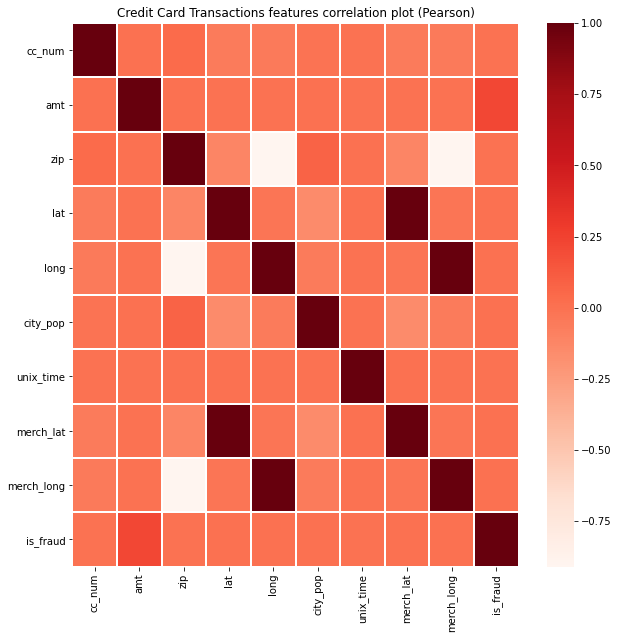 Credit Card Transactions features correlation plot (Pearson)
cc_num
amt
zip
lat
long
city_pop
unix_time
merch_lat
merch_long
is_fraud
cc_num
amt
zip
lat
long
city_pop
unix_time
merch_lat
merch_long
is_fraud
1.00
0.75
0.50
0.25
0.00
−0.25
−0.50
−0.75